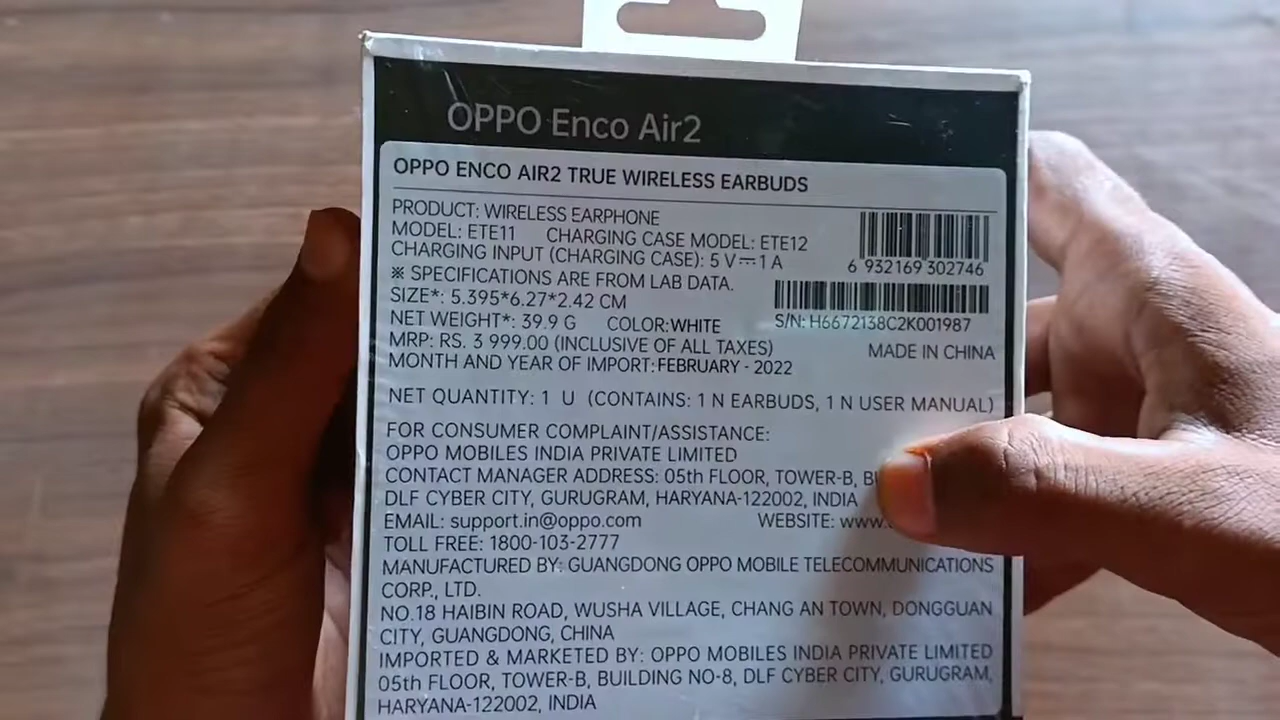 OPPO Enco Air2
OPPO ENCO AIR2 TRUE WIRELESS EARBUDS
PRODUCT: WIRELESS EARPHONE
MODEL: ETE11 CHARGING CASE MODEL: ETE12
CHARGING INPUT (CHARGING CASE): 5 V⎓1 A
6 932169 302746
※ SPECIFICATIONS ARE FROM LAB DATA.
SIZE*: 5.395*6.27*2.42 CM
NET WEIGHT*: 39.9 G COLOR:WHITE
S/N: H6672138C2K001987
MRP: RS. 3 999.00 (INCLUSIVE OF ALL TAXES)
MADE IN CHINA
MONTH AND YEAR OF IMPORT:FEBRUARY - 2022
NET QUANTITY: 1 U (CONTAINS: 1 N EARBUDS, 1 N USER MANUAL)
FOR CONSUMER COMPLAINT/ASSISTANCE:
OPPO MOBILES INDIA PRIVATE LIMITED
CONTACT MANAGER ADDRESS: 05th FLOOR, TOWER-B,
DLF CYBER CITY, GURUGRAM, HARYANA-122002, INDIA
EMAIL: support.in@oppo.com WEBSITE:
TOLL FREE: 1800-103-2777
MANUFACTURED BY: GUANGDONG OPPO MOBILE TELECOMMUNICATIONS
CORP., LTD.
NO.18 HAIBIN ROAD, WUSHA VILLAGE, CHANG AN TOWN, DONGGUAN
CITY, GUANGDONG, CHINA
IMPORTED & MARKETED BY: OPPO MOBILES INDIA PRIVATE LIMITED
05th FLOOR, TOWER-B, BUILDING NO-8, DLF CYBER CITY, GURUGRAM,
HARYANA-122002, INDIA